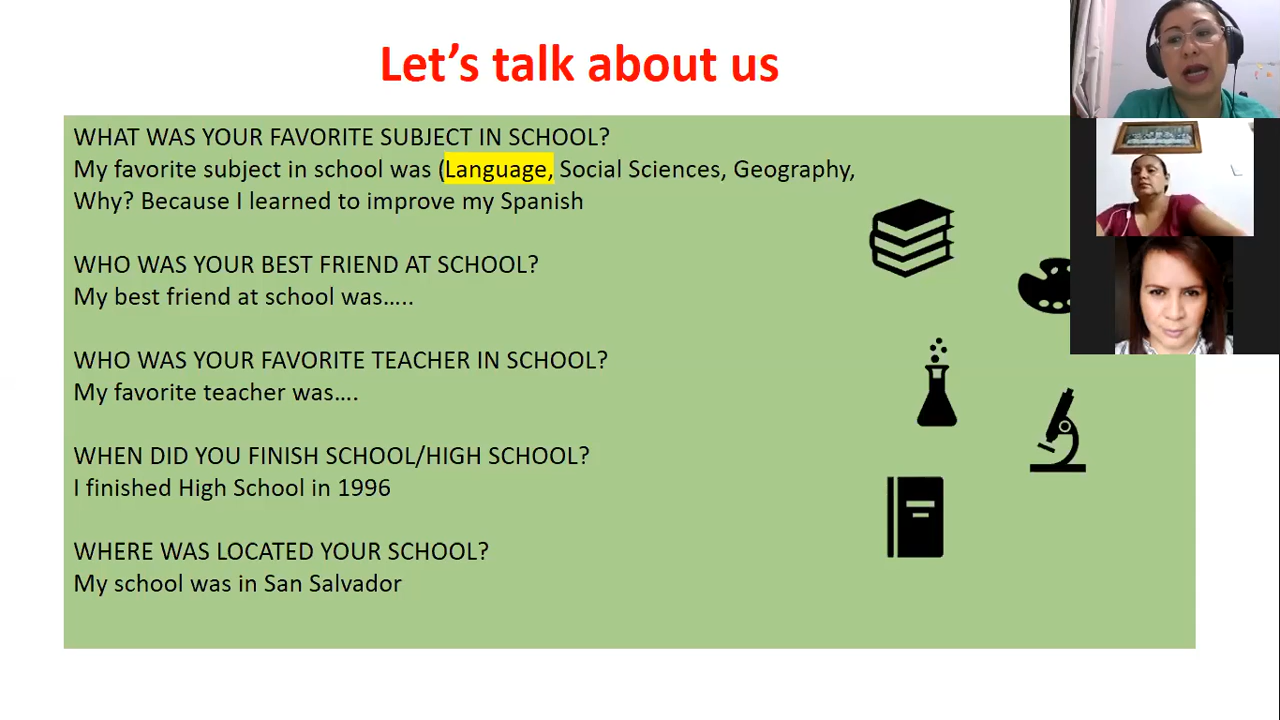 Let’s talk about us
WHAT WAS YOUR FAVORITE SUBJECT IN SCHOOL?
My favorite subject in school was (Language, Social Sciences, Geography,
Why? Because I learned to improve my Spanish
WHO WAS YOUR BEST FRIEND AT SCHOOL?
My best friend at school was…..
WHO WAS YOUR FAVORITE TEACHER IN SCHOOL?
My favorite teacher was….
WHEN DID YOU FINISH SCHOOL/HIGH SCHOOL?
I finished High School in 1996
WHERE WAS LOCATED YOUR SCHOOL?
My school was in San Salvador